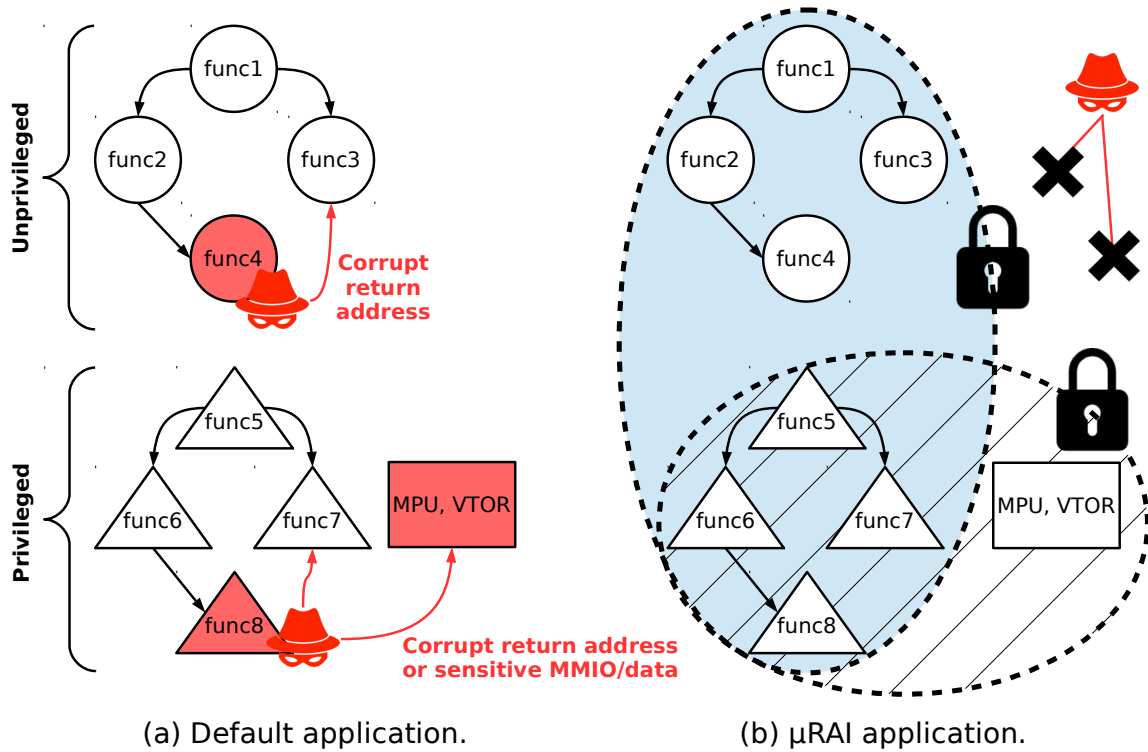 Unprivileged
func1
func2
func3
func4
Corrupt
return
address
Privileged
func5
func6
func7
MPU, VTOR
func8
Corrupt return address
or sensitive MMIO/data
(a) Default application.
func1
func2
func3
func4
func5
func6
func7
MPU, VTOR
func8
(b) μRAI application.